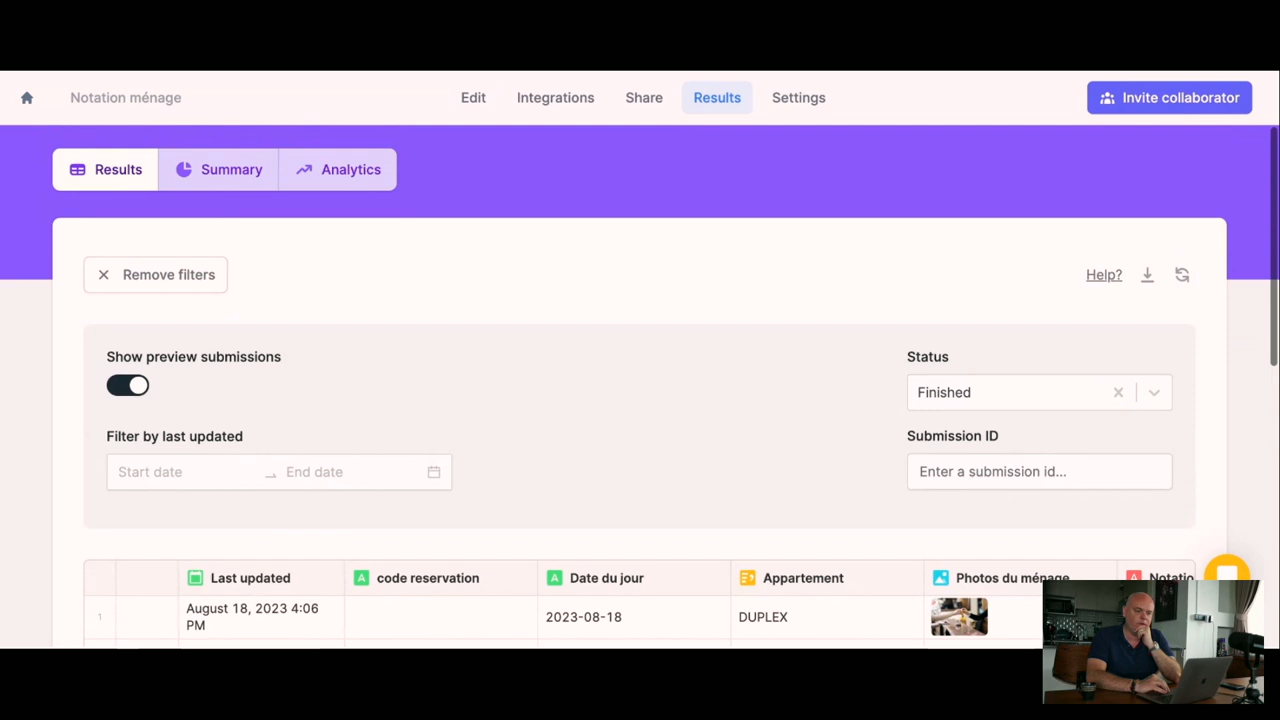 Notation ménage
Edit
Integrations
Share
Results
Settings
Invite collaborator
Results
Summary
Analytics
Remove filters
Help?
Show preview submissions
Status
Finished
Filter by last updated
Submission ID
Start date
End date
Enter a submission id...
Last updated
code reservation
Date du jour
Appartement
Photos du ménage
Notatio
1
August 18, 2023 4:06
PM
2023-08-18
DUPLEX